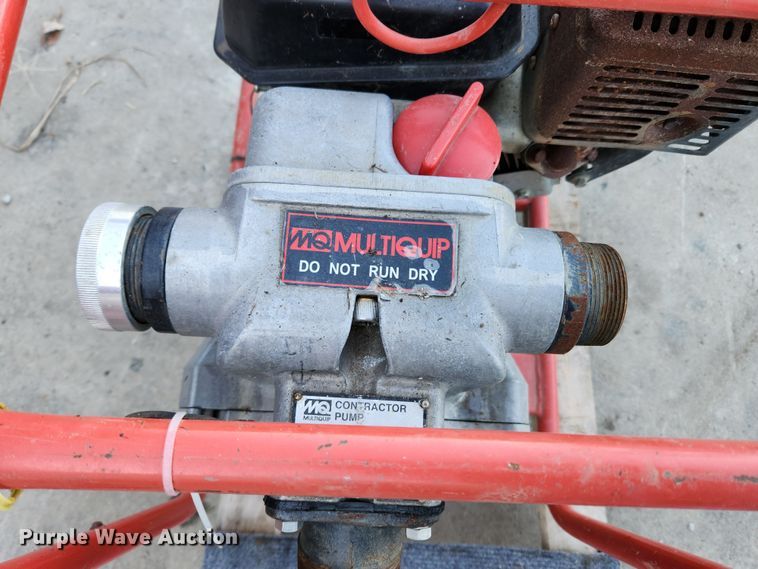 MQ MULTIQUIP
DO NOT RUN DRY
MQ CONTRACTOR
MULTIQUIP PUMP
Purple Wave Auction